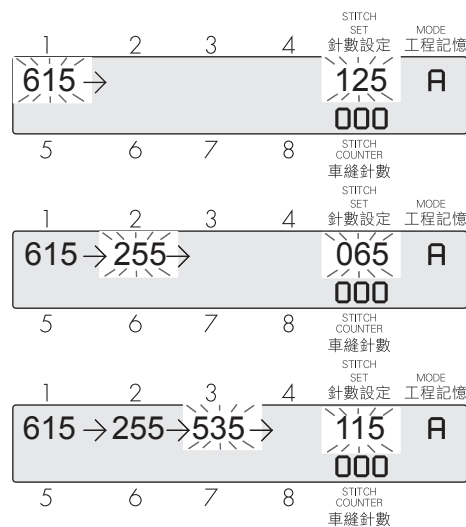 STITCH
SET
針數設定
MODE
工程記憶
1 2 3 4
615 → 125 A
000
5 6 7 8
STITCH
COUNTER
車縫針數
STITCH
SET
針數設定
MODE
工程記憶
1 2 3 4
615 → 255 → 065 A
000
5 6 7 8
STITCH
COUNTER
車縫針數
STITCH
SET
針數設定
MODE
工程記憶
1 2 3 4
615 → 255 → 535 → 115 A
000
5 6 7 8
STITCH
COUNTER
車縫針數